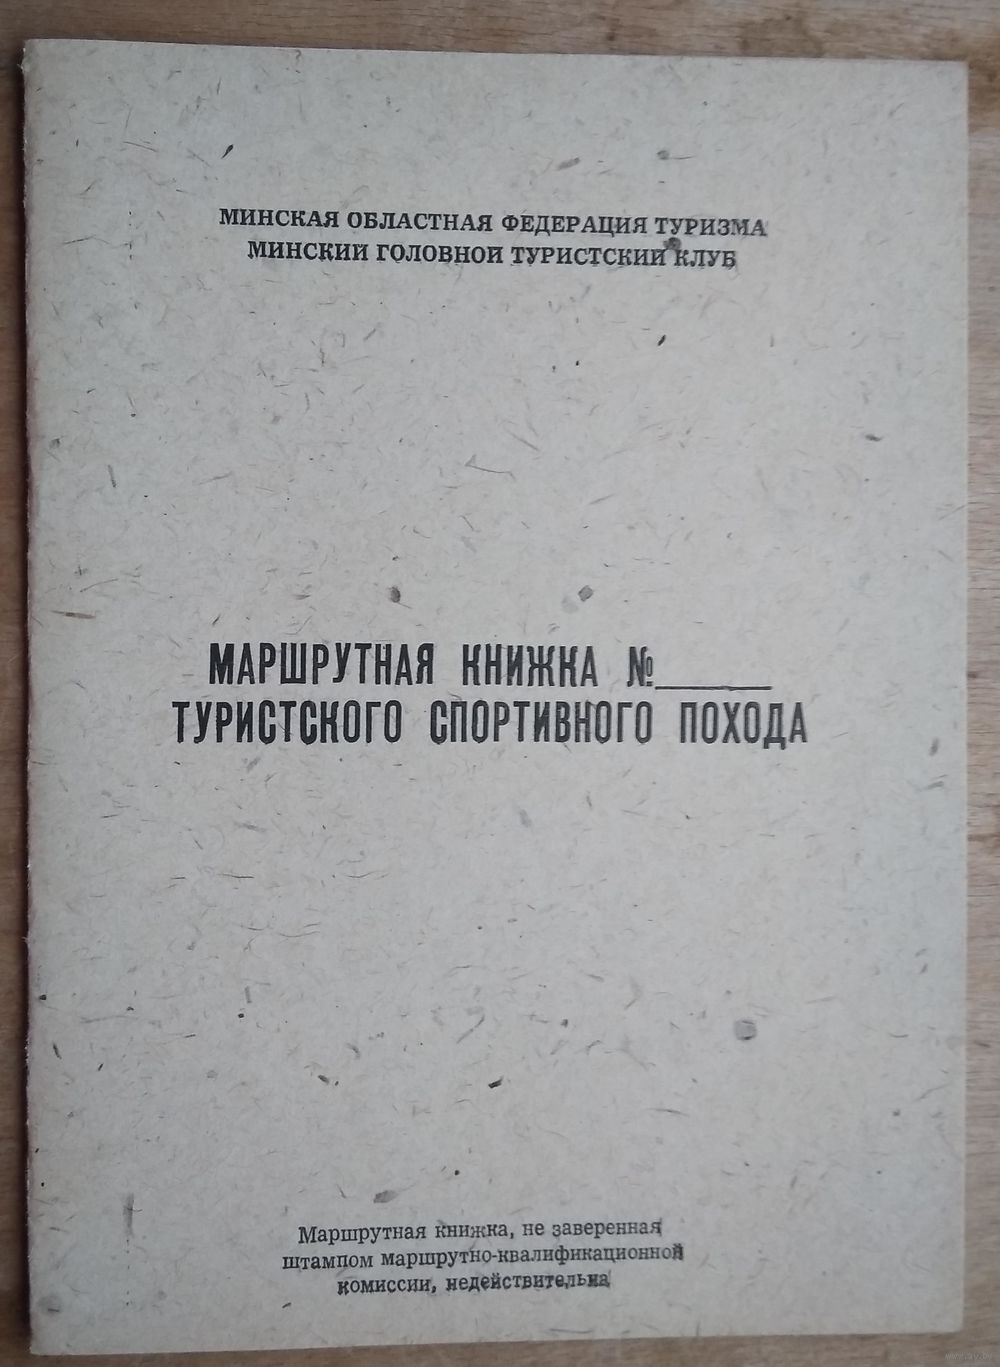 МИНСКАЯ ОБЛАСТНАЯ ФЕДЕРАЦИЯ ТУРИЗМА
МИНСКИЙ ГОЛОВНОЙ ТУРИСТСКИЙ КЛУБ
МАРШРУТНАЯ КНИЖКА №______
ТУРИСТСКОГО СПОРТИВНОГО ПОХОДА
Маршрутная книжка, не заверенная
штампом маршрутно-квалификационной
комиссии, недействительна